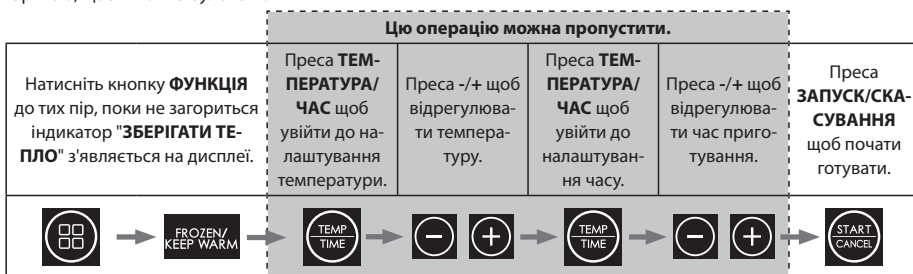 Цю операцію можна пропустити.
Натисніть кнопку ФУНКЦІЯ
до тих пір, поки не загориться
індикатор "ЗБЕРІГАТИ ТЕ-
ПЛО" з'являється на дисплеї.
Преса ТЕМ-
ПЕРАТУРА/
ЧАС щоб
увійти до на-
лаштування
температури.
Преса -/+ щоб
відрегулюва-
ти темпера-
туру.
Преса ТЕМ-
ПЕРАТУРА/
ЧАС щоб
увійти до
налаштуван-
ня часу.
Преса -/+ щоб
відрегулюва-
ти час приго-
тування.
Преса
ЗАПУСК/СКА-
СУВАННЯ
щоб почати
готувати.
FROZEN/
KEEP WARM
TEMP
TIME
- +
TEMP
TIME
- +
START
CANCEL